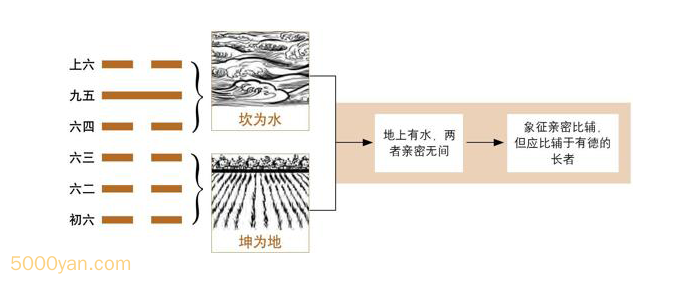 上六
九五
六四
六三
六二
初六
坎为水
坤为地
地上有水，两
者亲密无间
象征亲密比辅，
但应比辅于有德的
长者
5000yan.com